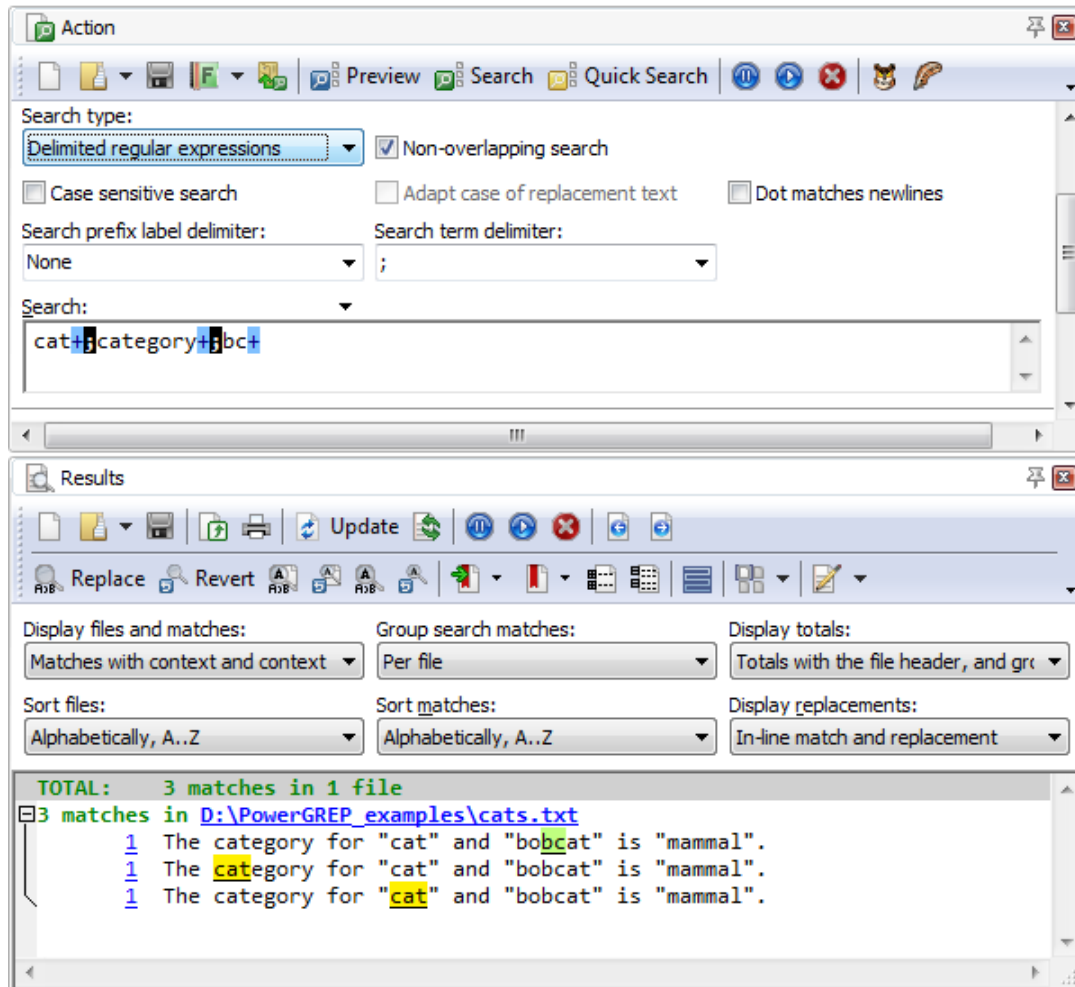 Action
Preview Search Quick Search
Search type:
Delimited regular expressions Non-overlapping search
Case sensitive search Adapt case of replacement text Dot matches newlines
Search prefix label delimiter: Search term delimiter:
None ;
Search:
cat+;category+;bc+
Results
Update
Replace Revert
Display files and matches: Group search matches: Display totals:
Matches with context and context Per file Totals with the file header, and gr
Sort files: Sort matches: Display replacements:
Alphabetically, A..Z Alphabetically, A..Z In-line match and replacement
TOTAL: 3 matches in 1 file
3 matches in D:\PowerGREP_examples\cats.txt
1 The category for "cat" and "bobcat" is "mammal".
1 The category for "cat" and "bobcat" is "mammal".
1 The category for "cat" and "bobcat" is "mammal".